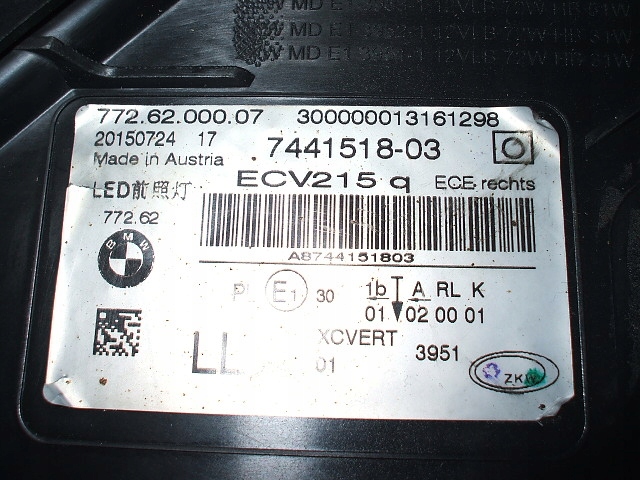 772.62.000.07 300000013161298
20150724 17 7441518-03
Made in Austria
LED前照灯 ECV215 q ECE rechts
772.62
BMW
A8744151803
E1 30 1b A RL K
01 02 00 01
LL XCVERT 3951
01
ZKW